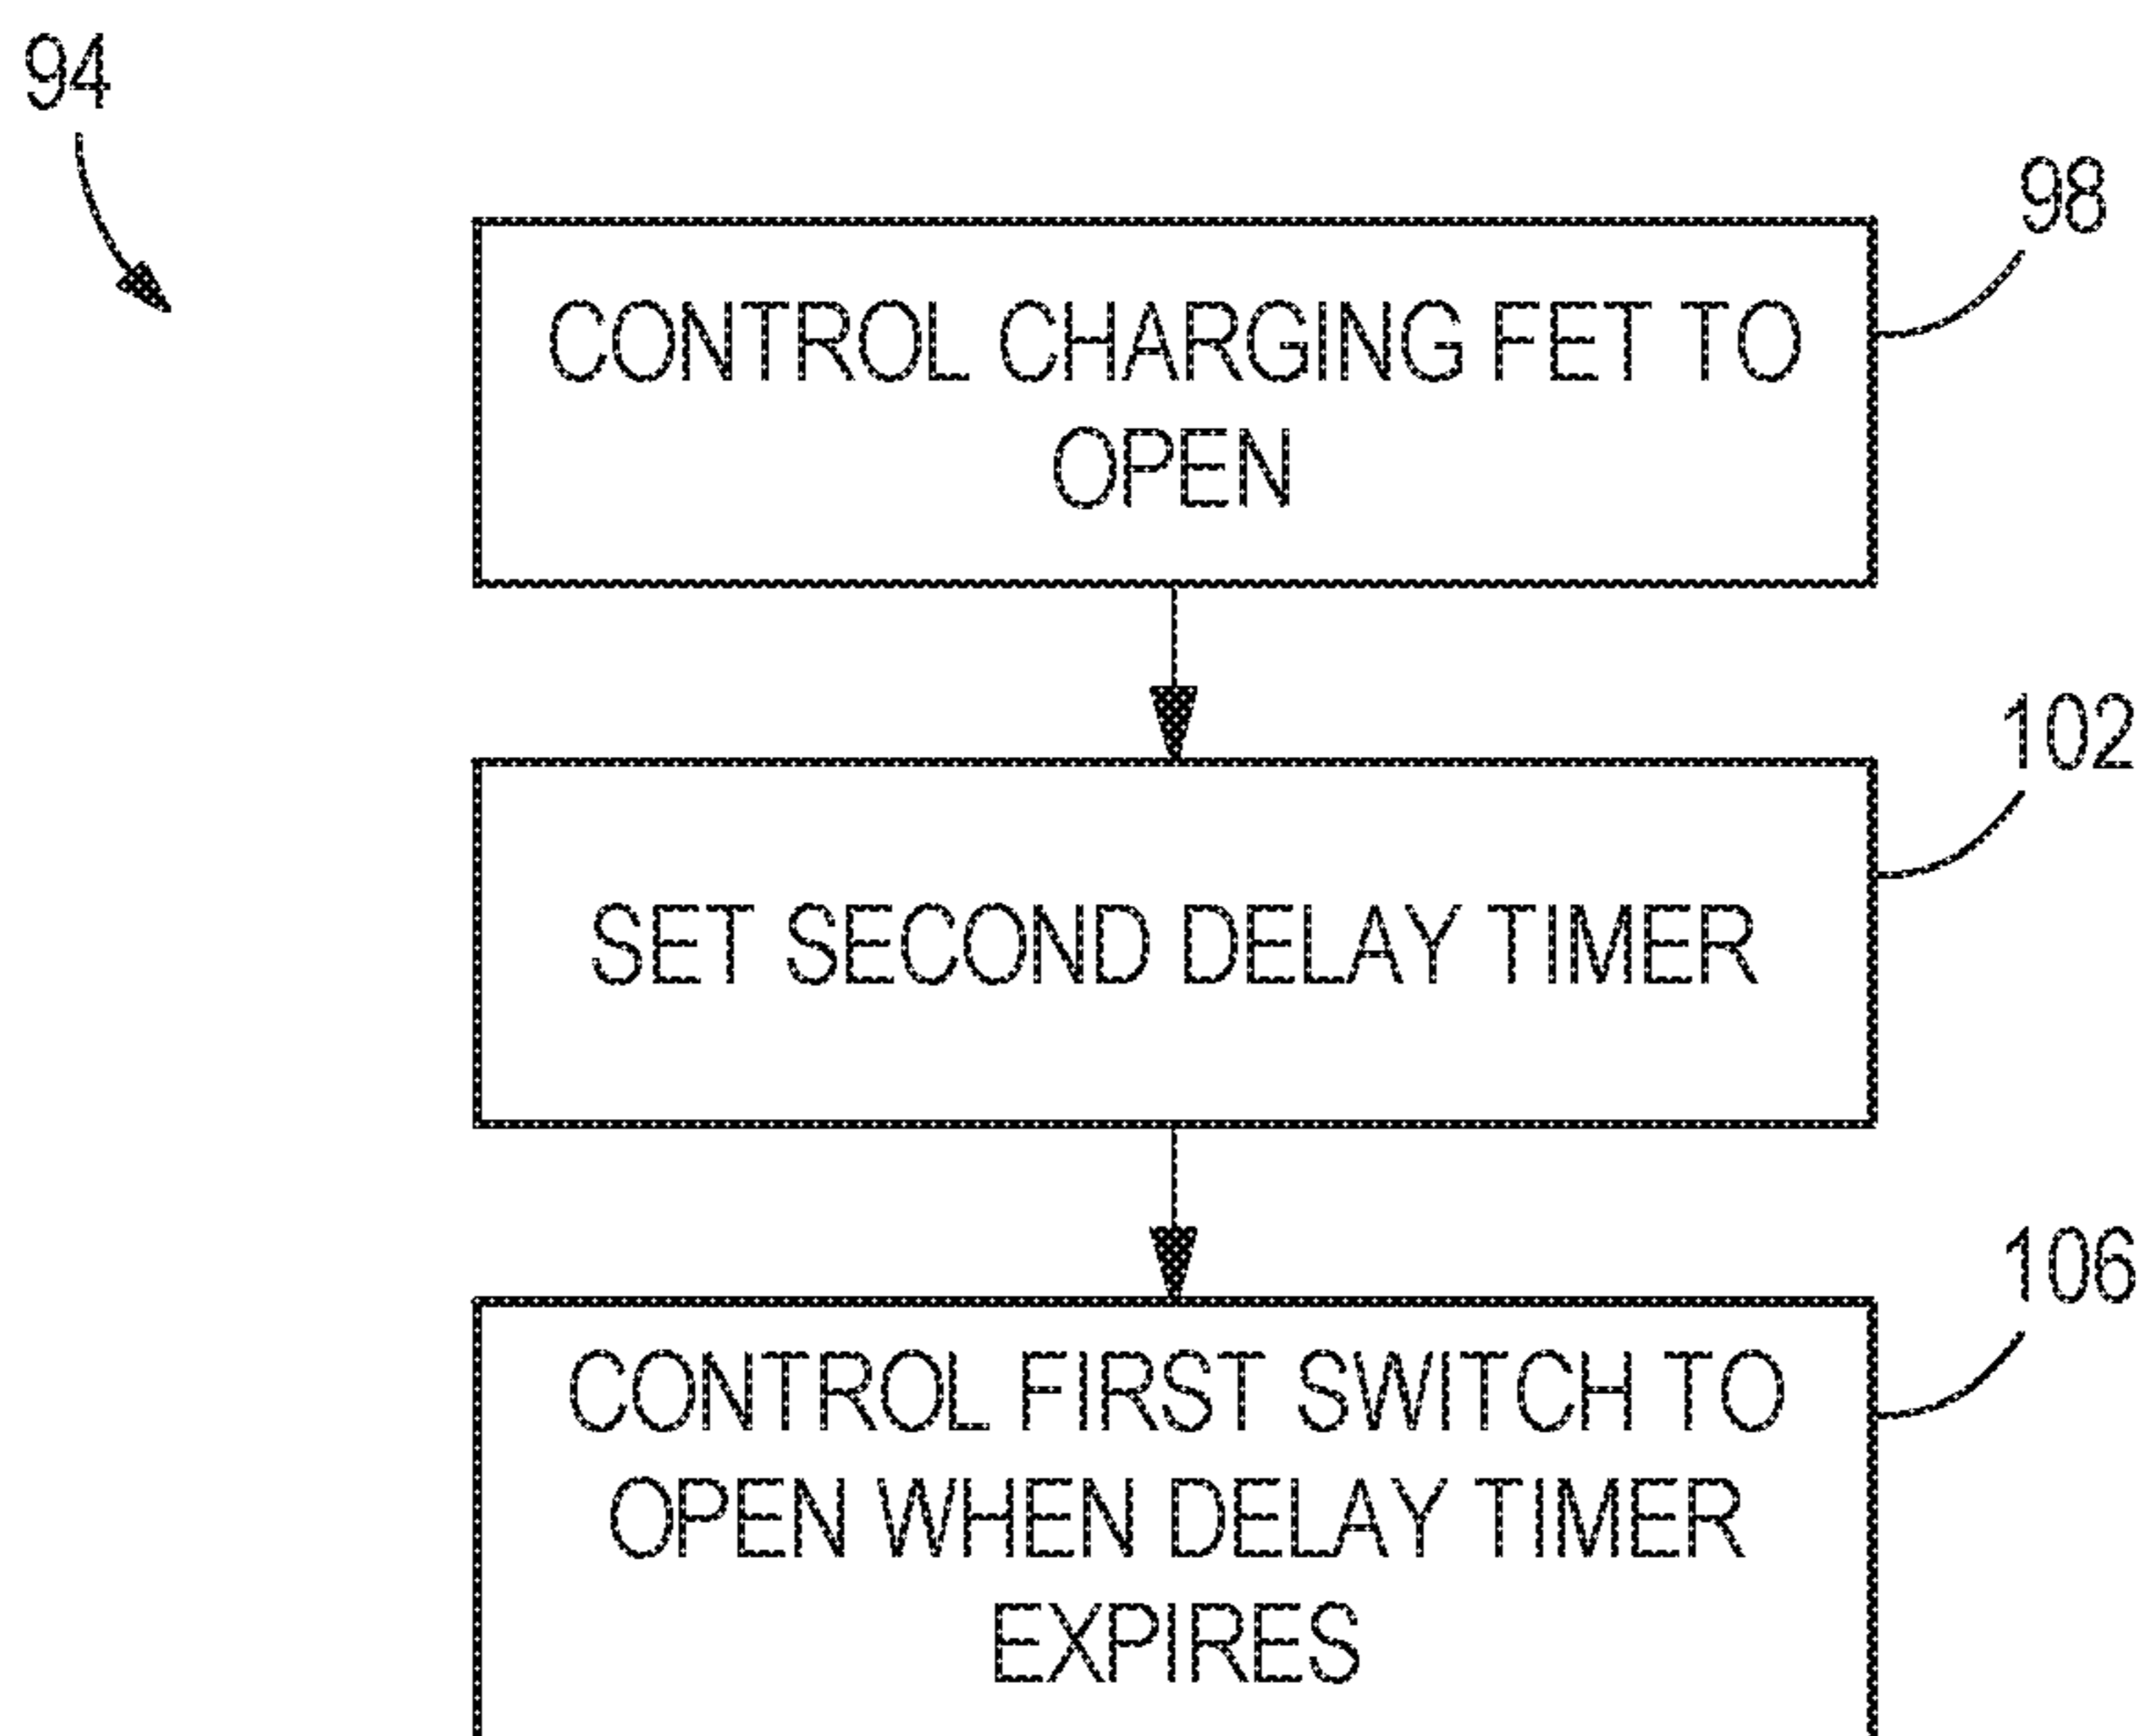 94
98
CONTROL CHARGING FET TO
OPEN
102
SET SECOND DELAY TIMER
106
CONTROL FIRST SWITCH TO
OPEN WHEN DELAY TIMER
EXPIRES